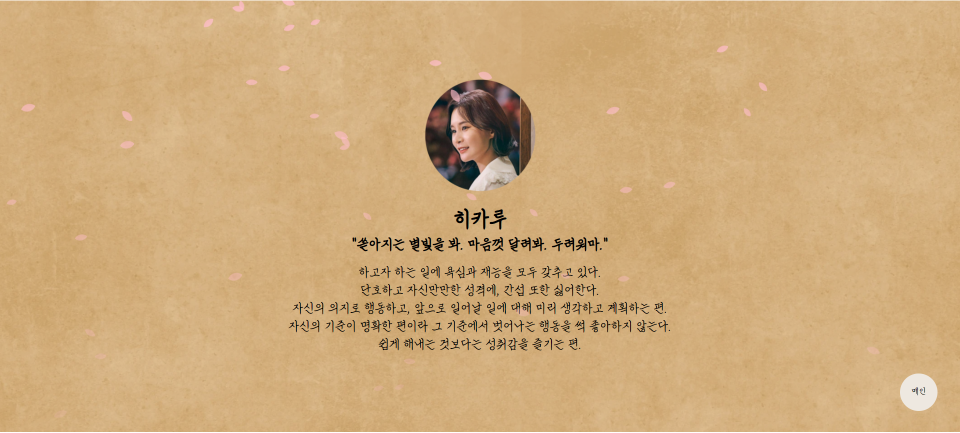 히카루
"쏟아지는 별빛을 봐. 마음껏 달려봐. 두려워마."
하고자 하는 일에 욕심과 재능을 모두 갖추고 있다.
단호하고 자신만만한 성격에, 간섭 또한 싫어한다.
자신의 의지로 행동하고, 앞으로 일어날 일에 대해 미리 생각하고 계획하는 편.
자신의 기준이 명확한 편이라 그 기준에서 벗어나는 행동을 썩 좋아하지 않는다.
쉽게 해내는 것보다는 성취감을 즐기는 편.
메인